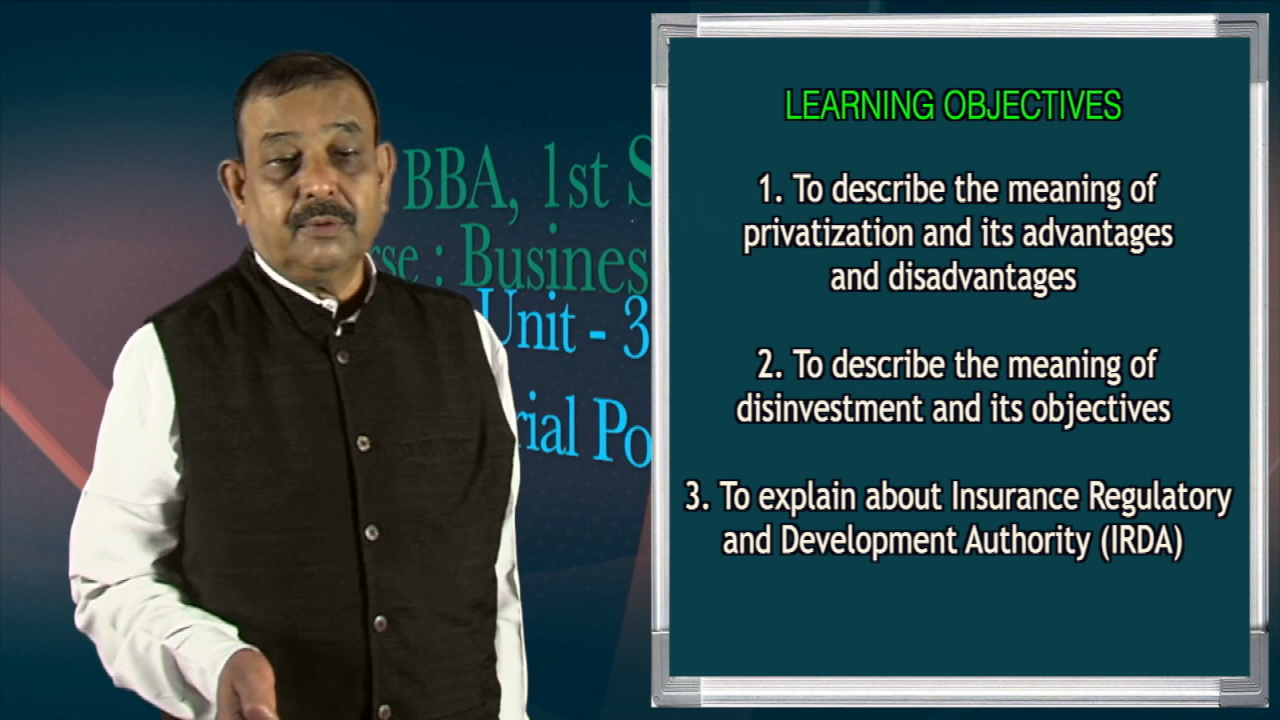 BBA, 1st S
rse : Busines
Unit - 3
rial Po
LEARNING OBJECTIVES
1. To describe the meaning of
privatization and its advantages
and disadvantages
2. To describe the meaning of
disinvestment and its objectives
3. To explain about Insurance Regulatory
and Development Authority (IRDA)